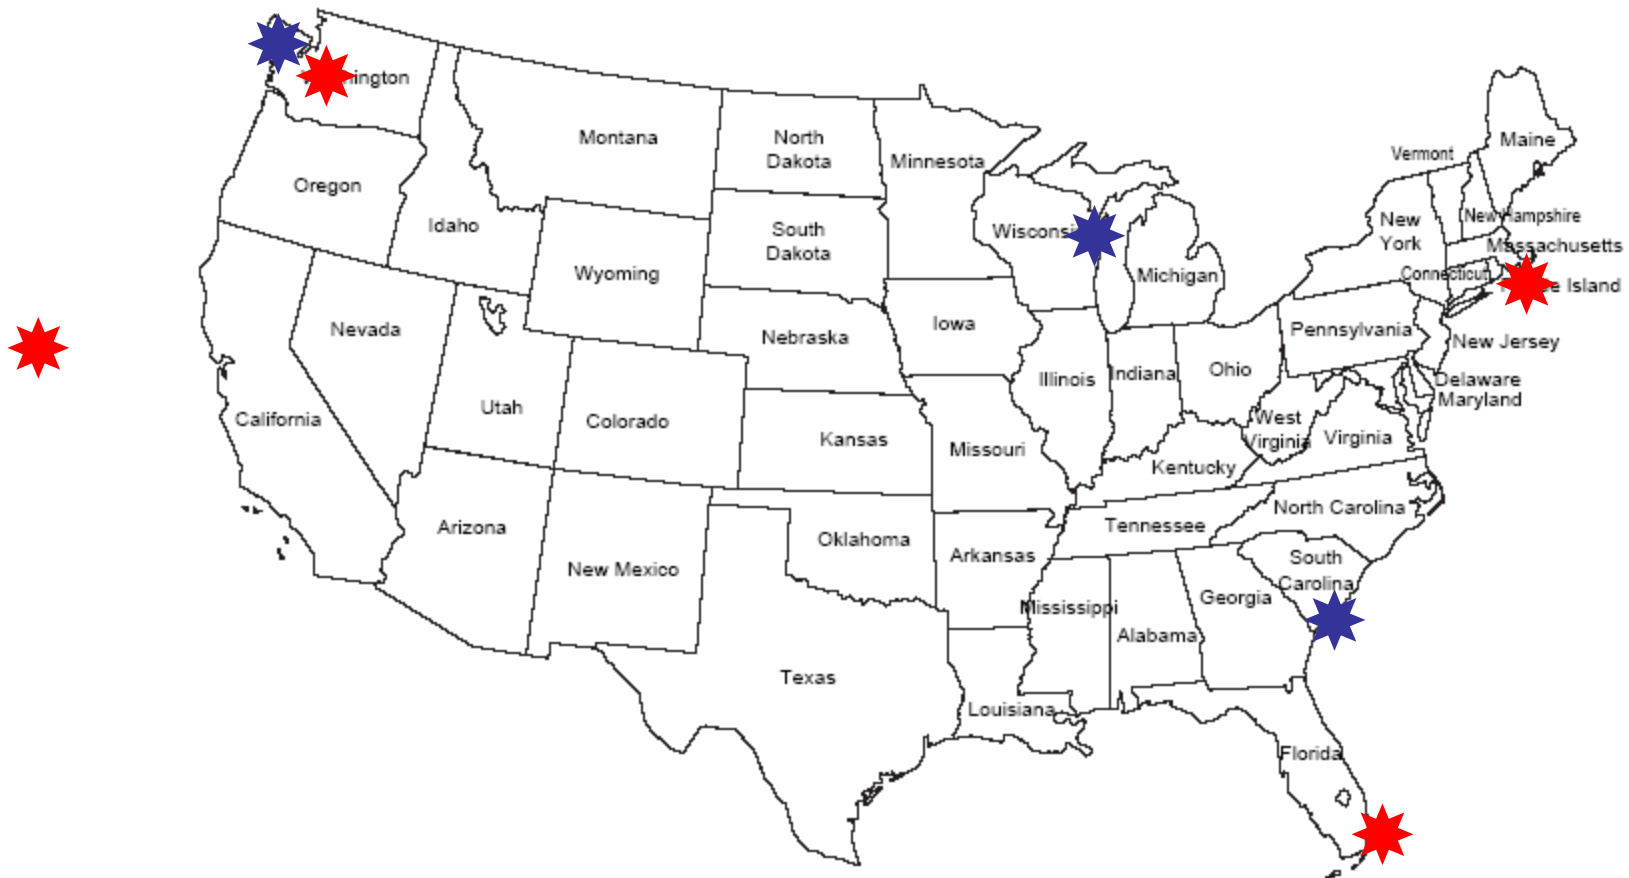 Washington
Montana
North
Dakota
Minnesota
Vermont
Maine
Oregon
Idaho
South
Dakota
Wisconsin
New
York
New Hampshire
Massachusetts
Wyoming
Michigan
Connecticut
Island
Nevada
Nebraska
Iowa
Pennsylvania
New Jersey
Illinois
Indiana
Ohio
Delaware
Maryland
California
Utah
Colorado
Kansas
Missouri
West
Virginia
Virginia
Kentucky
Arizona
New Mexico
Oklahoma
Arkansas
Tennessee
North Carolina
South
Carolina
Mississippi
Alabama
Georgia
Texas
Louisiana
Florida